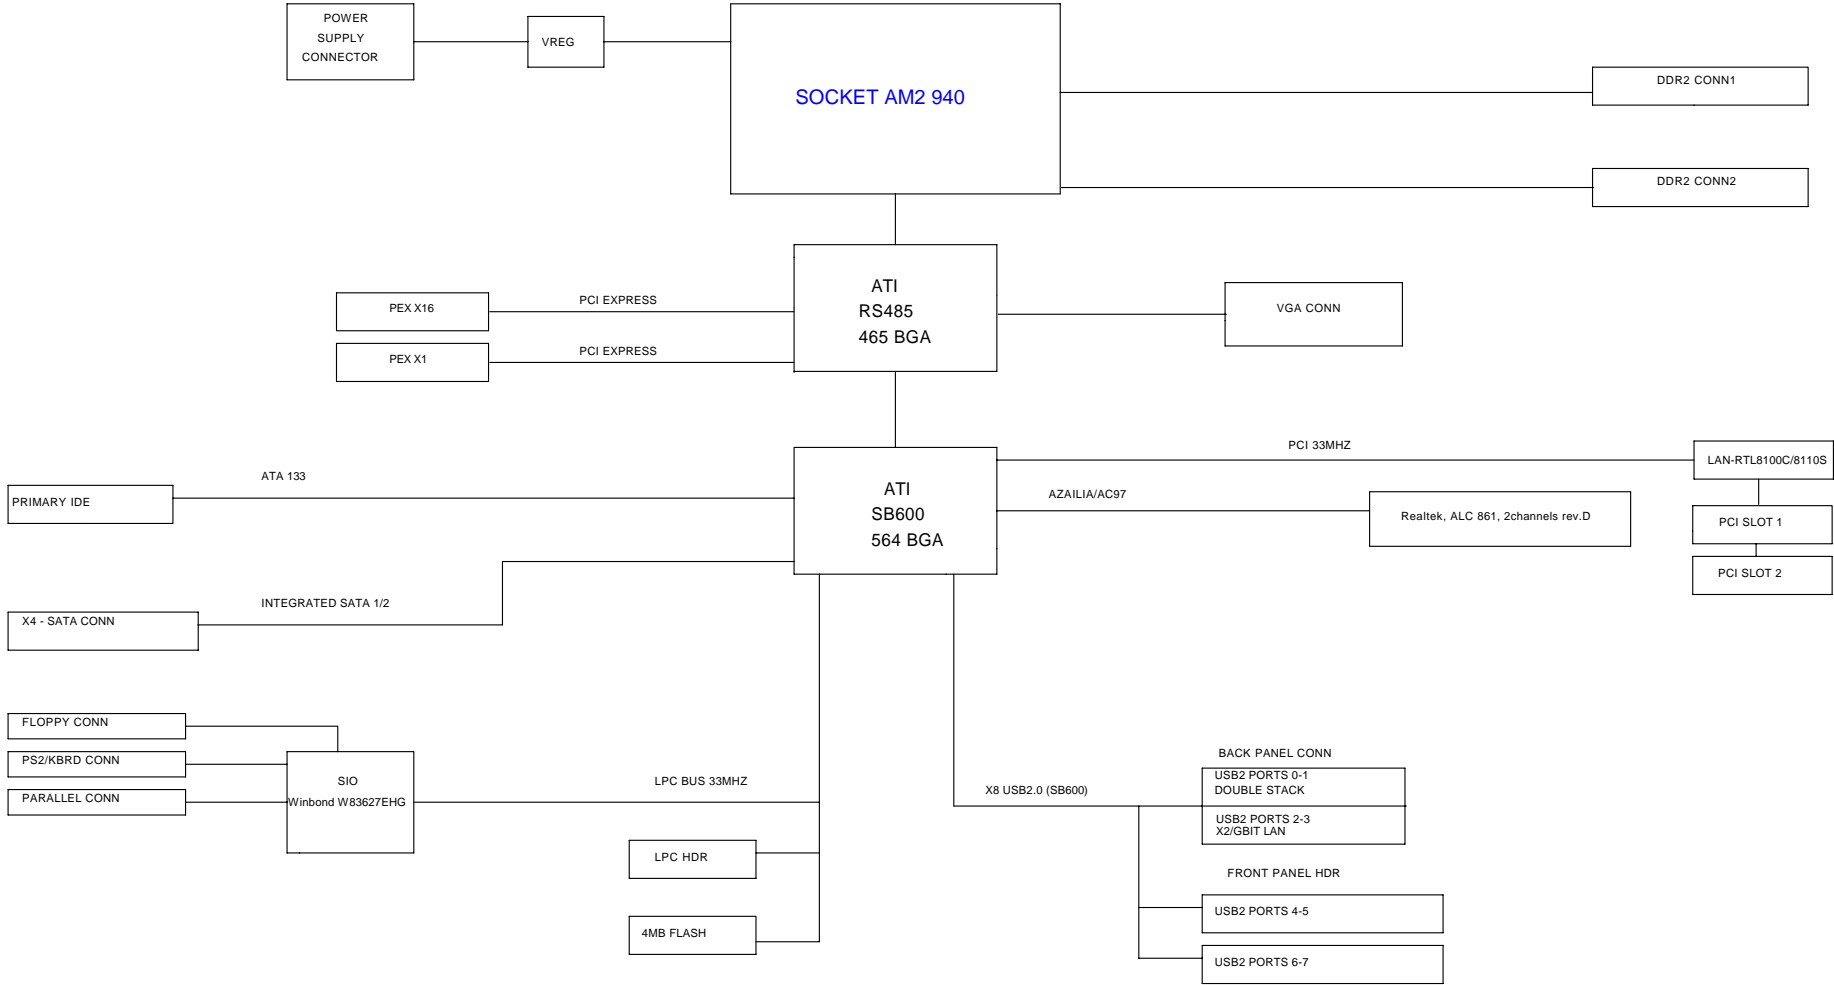 POWER
SUPPLY
CONNECTOR
VREG
SOCKET AM2 940
DDR2 CONN1
DDR2 CONN2
ATI
RS485
465 BGA
PEX X16
PCI EXPRESS
PEX X1
PCI EXPRESS
VGA CONN
ATI
SB600
564 BGA
PCI 33MHZ
LAN-RTL8100C/8110S
PCI SLOT 1
PCI SLOT 2
AZAILIA/AC97
Realtek, ALC 861, 2channels rev.D
ATA 133
PRIMARY IDE
INTEGRATED SATA 1/2
X4 - SATA CONN
FLOPPY CONN
PS2/KBRD CONN
PARALLEL CONN
SIO
Winbond W83627EHG
LPC BUS 33MHZ
LPC HDR
4MB FLASH
X8 USB2.0 (SB600)
BACK PANEL CONN
USB2 PORTS 0-1
DOUBLE STACK
USB2 PORTS 2-3
X2/GBIT LAN
FRONT PANEL HDR
USB2 PORTS 4-5
USB2 PORTS 6-7